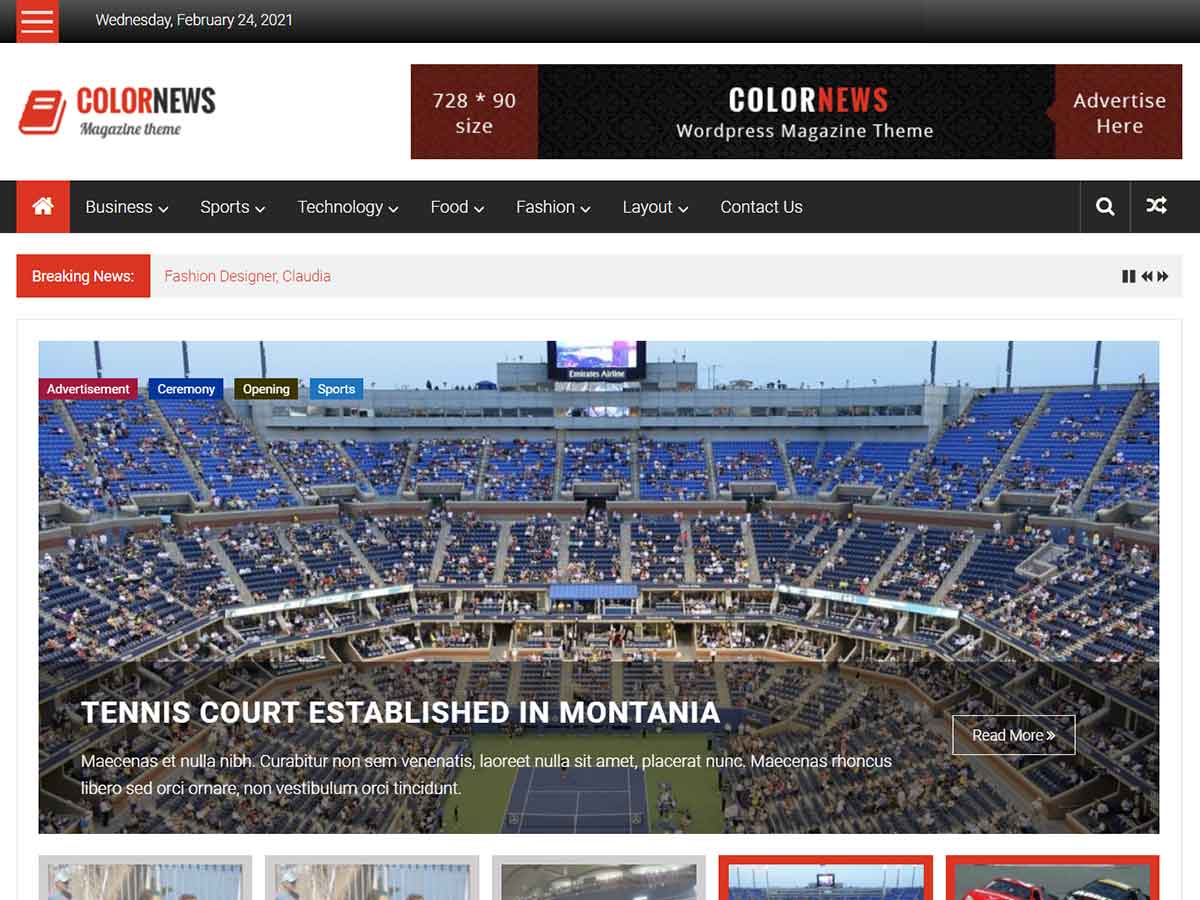 Wednesday, February 24, 2021
COLORNEWS
Magazine theme
728 * 90
size
COLORNEWS
Wordpress Magazine Theme
Advertise
Here
Business
Sports
Technology
Food
Fashion
Layout
Contact Us
Breaking News:
Fashion Designer, Claudia
Emirates Airline
Advertisement
Ceremony
Opening
Sports
TENNIS COURT ESTABLISHED IN MONTANIA
Maecenas et nulla nibh. Curabitur non sem venenatis, laoreet nulla sit amet, placerat nunc. Maecenas rhoncus
libero sed orci ornare, non vestibulum orci tincidunt.
Read More »